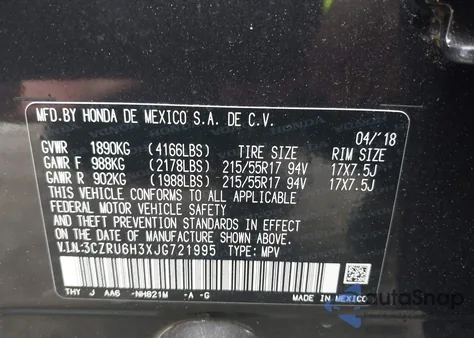 MFD.BY HONDA DE MEXICO S.A. DE C.V.
04/'18
GVWR 1890KG (4166LBS) TIRE SIZE RIM SIZE
GAWR F 988KG (2178LBS) 215/55R17 94V 17X7.5J
GAWR R 902KG (1988LBS) 215/55R17 94V 17X7.5J
THIS VEHICLE CONFORMS TO ALL APPLICABLE
FEDERAL MOTOR VEHICLE SAFETY
AND THEFT PREVENTION STANDARDS IN EFFECT
ON THE DATE OF MANUFACTURE SHOWN ABOVE.
V.I.N.:3CZRU6H3XJG721995 TYPE: MPV
THY J AA6 -NH821M -A -G MADE IN MEXICO
AutoSnap